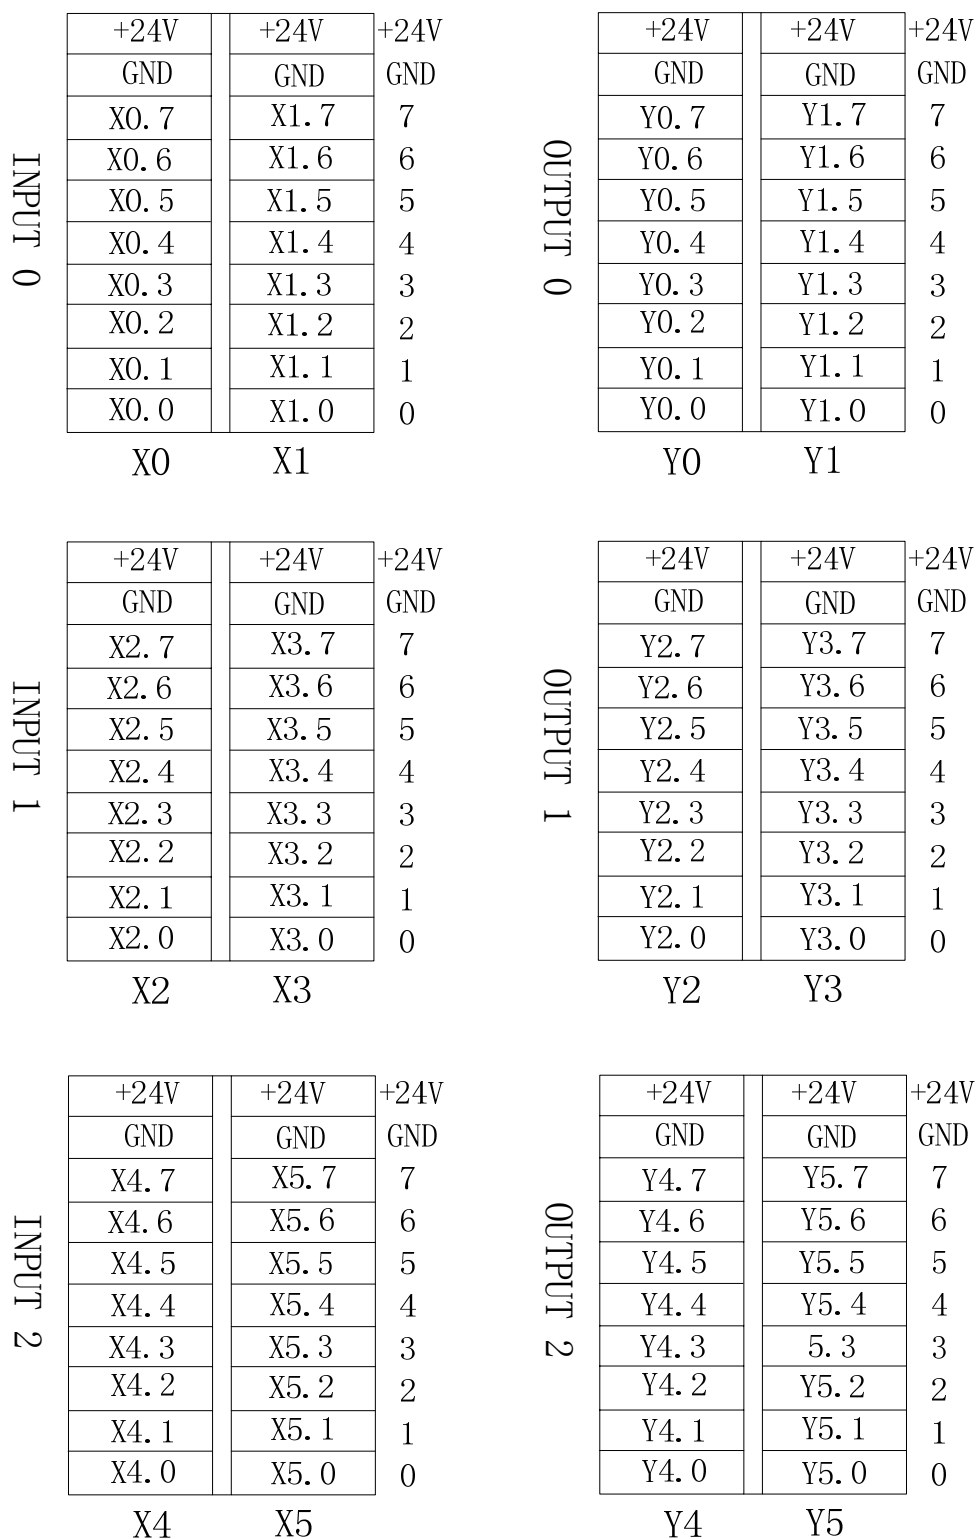 INPUT 0
+24V +24V +24V
GND GND GND
X0.7 X1.7 7
X0.6 X1.6 6
X0.5 X1.5 5
X0.4 X1.4 4
X0.3 X1.3 3
X0.2 X1.2 2
X0.1 X1.1 1
X0.0 X1.0 0
X0 X1
OUTPUT 0
+24V +24V +24V
GND GND GND
Y0.7 Y1.7 7
Y0.6 Y1.6 6
Y0.5 Y1.5 5
Y0.4 Y1.4 4
Y0.3 Y1.3 3
Y0.2 Y1.2 2
Y0.1 Y1.1 1
Y0.0 Y1.0 0
Y0 Y1
INPUT 1
+24V +24V +24V
GND GND GND
X2.7 X3.7 7
X2.6 X3.6 6
X2.5 X3.5 5
X2.4 X3.4 4
X2.3 X3.3 3
X2.2 X3.2 2
X2.1 X3.1 1
X2.0 X3.0 0
X2 X3
OUTPUT 1
+24V +24V +24V
GND GND GND
Y2.7 Y3.7 7
Y2.6 Y3.6 6
Y2.5 Y3.5 5
Y2.4 Y3.4 4
Y2.3 Y3.3 3
Y2.2 Y3.2 2
Y2.1 Y3.1 1
Y2.0 Y3.0 0
Y2 Y3
INPUT 2
+24V +24V +24V
GND GND GND
X4.7 X5.7 7
X4.6 X5.6 6
X4.5 X5.5 5
X4.4 X5.4 4
X4.3 X5.3 3
X4.2 X5.2 2
X4.1 X5.1 1
X4.0 X5.0 0
X4 X5
OUTPUT 2
+24V +24V +24V
GND GND GND
Y4.7 Y5.7 7
Y4.6 Y5.6 6
Y4.5 Y5.5 5
Y4.4 Y5.4 4
Y4.3 5.3 3
Y4.2 Y5.2 2
Y4.1 Y5.1 1
Y4.0 Y5.0 0
Y4 Y5